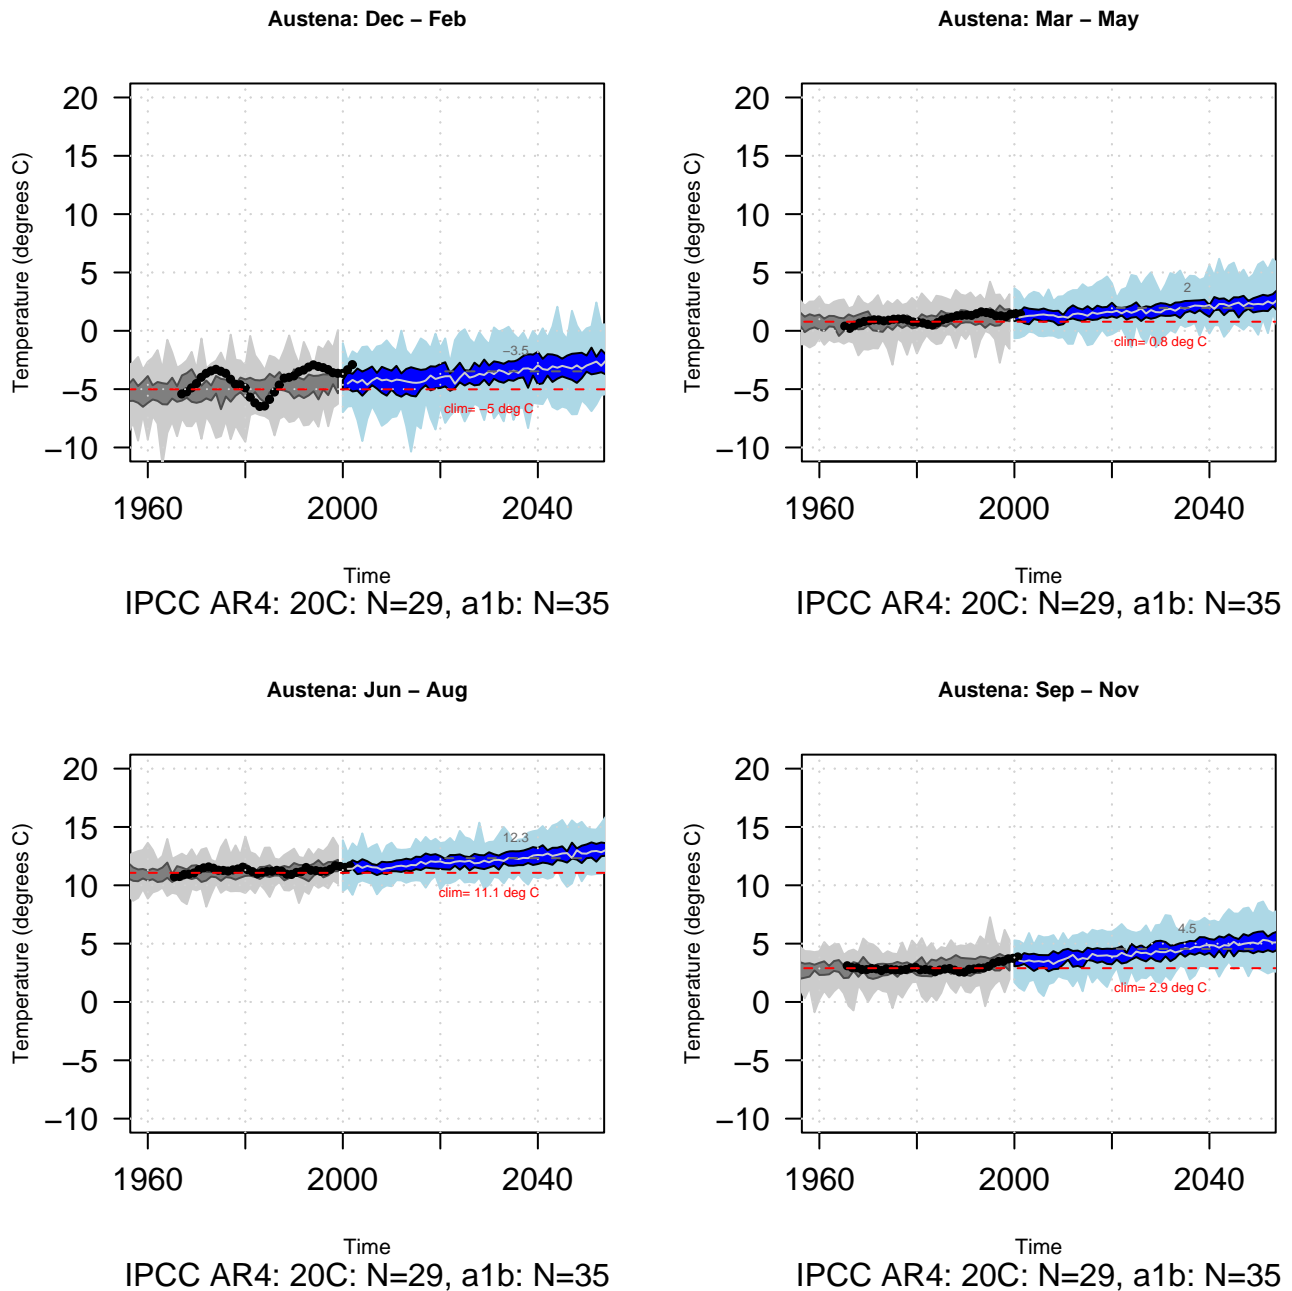 Austena: Dec − Feb
Temperature (degrees C)
20
15
10
5
0
−5
−10
−3.5
clim= −5 deg C
1960
2000
2040
Time
IPCC AR4: 20C: N=29, a1b: N=35
Austena: Mar − May
Temperature (degrees C)
20
15
10
5
0
−5
−10
2
clim= 0.8 deg C
1960
2000
2040
Time
IPCC AR4: 20C: N=29, a1b: N=35
Austena: Jun − Aug
Temperature (degrees C)
20
15
10
5
0
−5
−10
12.3
clim= 11.1 deg C
1960
2000
2040
Time
IPCC AR4: 20C: N=29, a1b: N=35
Austena: Sep − Nov
Temperature (degrees C)
20
15
10
5
0
−5
−10
4.5
clim= 2.9 deg C
1960
2000
2040
Time
IPCC AR4: 20C: N=29, a1b: N=35